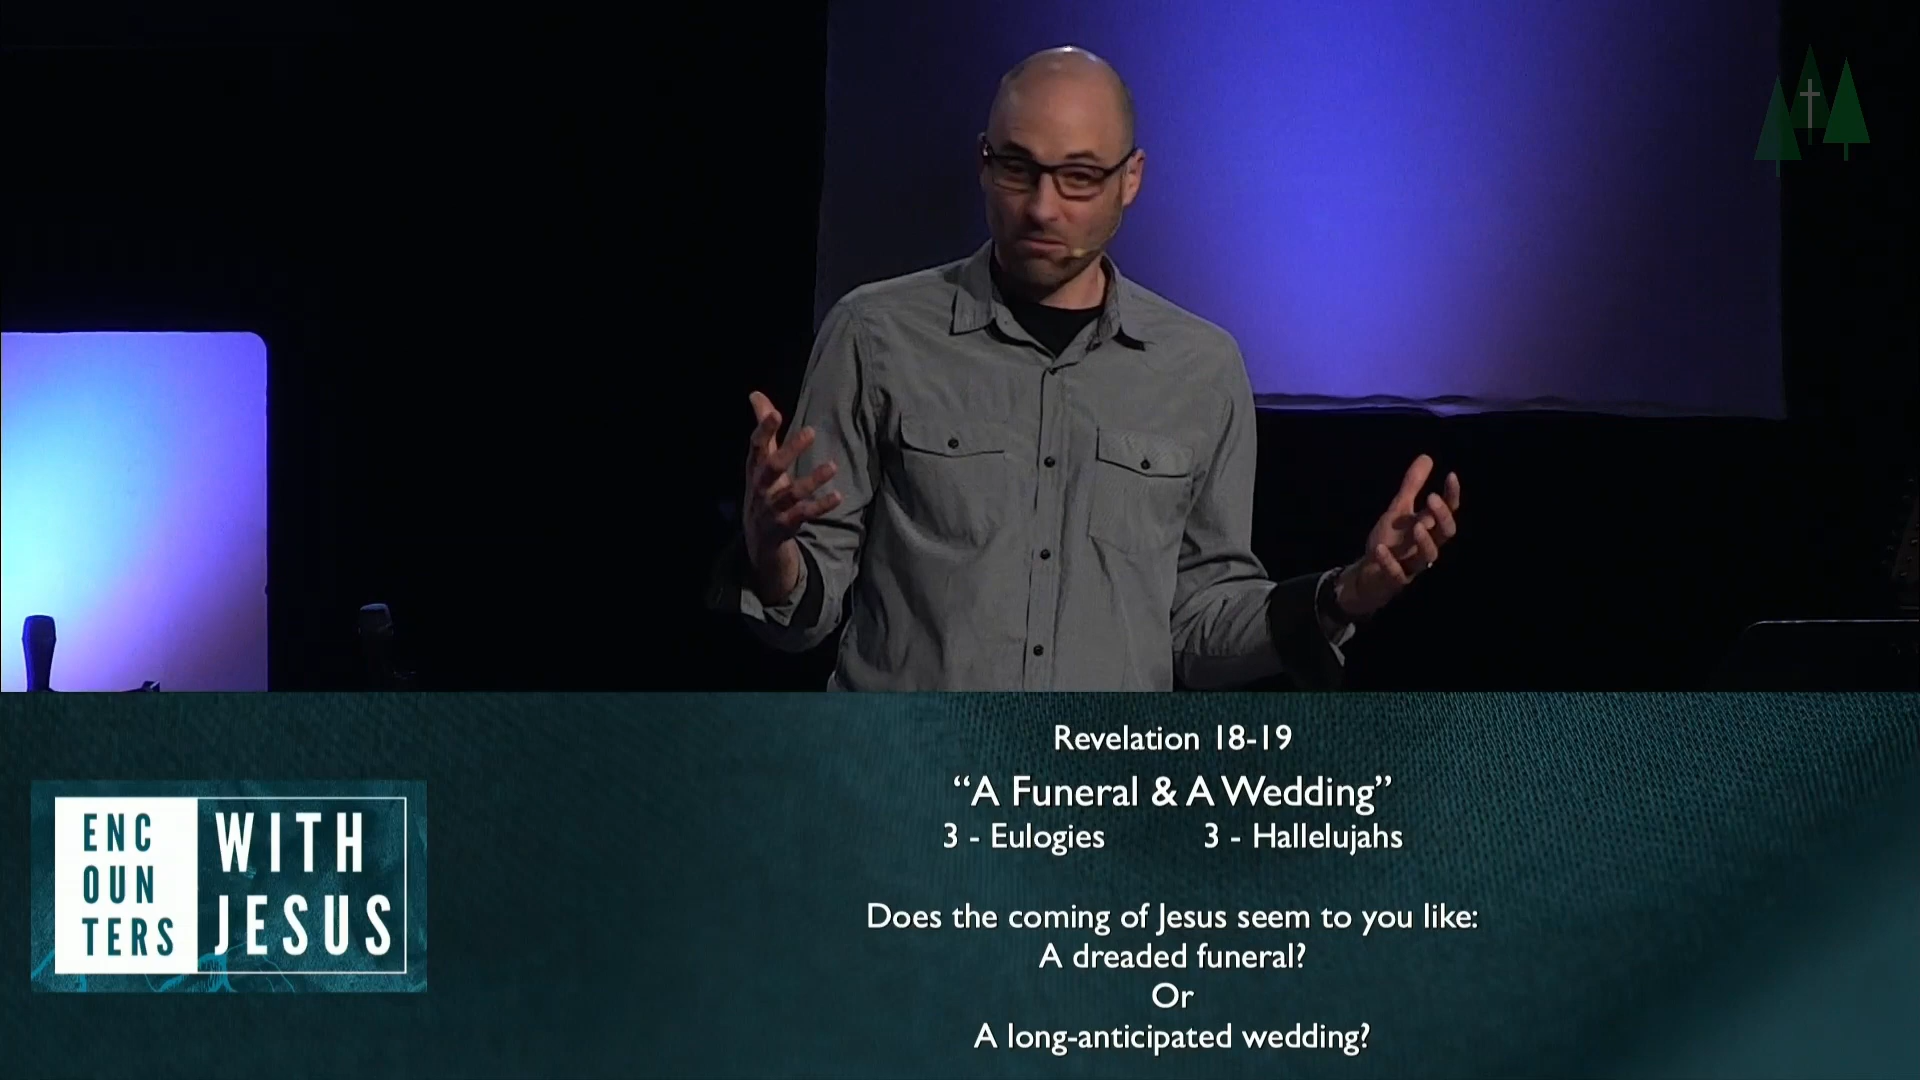 ENC
OUN
TERS
WITH
JESUS
Revelation 18-19
“A Funeral & A Wedding”
3 - Eulogies 3 - Hallelujahs
Does the coming of Jesus seem to you like:
A dreaded funeral?
Or
A long-anticipated wedding?